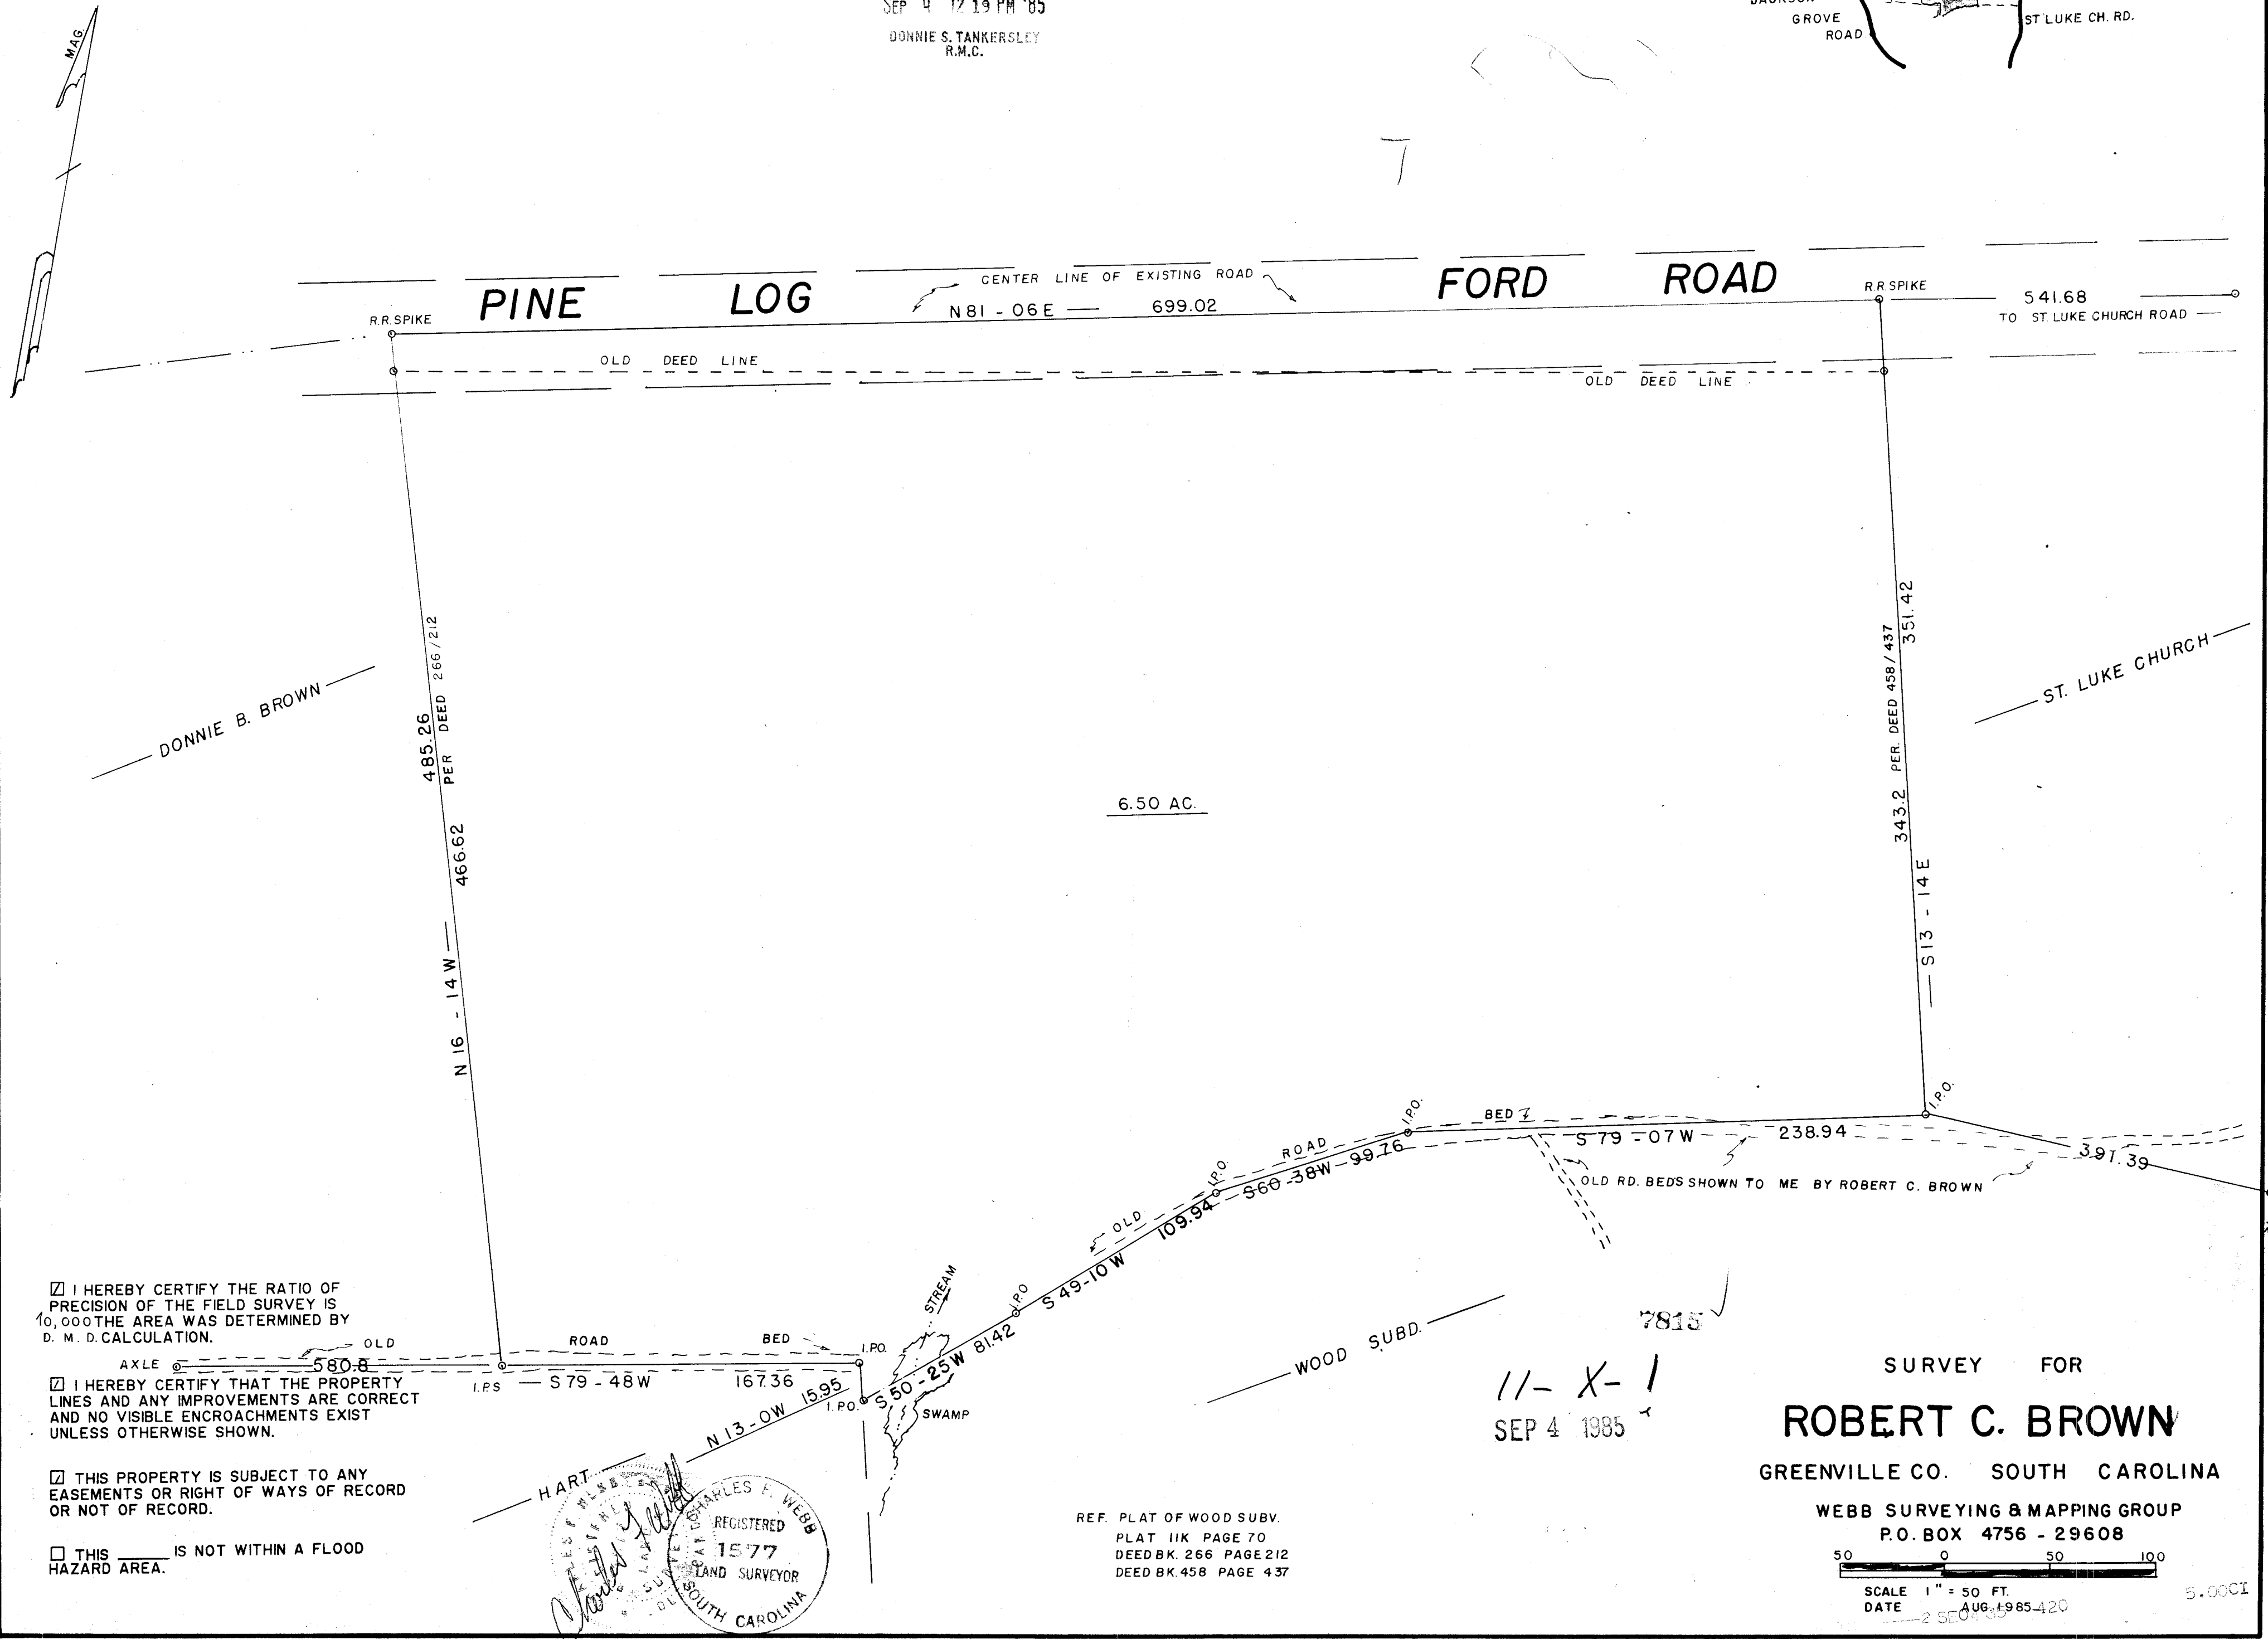 SEP 4 12 19 PM '85
DONNIE S. TANKERSLEY
R.M.C.
GROVE
ROAD
ST LUKE CH. RD.
MAG.
PINE LOG FORD ROAD
CENTER LINE OF EXISTING ROAD
N 81 - 06 E 699.02
R.R. SPIKE
R.R. SPIKE
541.68
TO ST. LUKE CHURCH ROAD
OLD DEED LINE
OLD DEED LINE
DONNIE B. BROWN
485.26
PER DEED 266/212
466.62
N 16 - 14 W
6.50 AC.
351.42
343.2 PER. DEED 458/437
S 13 - 14 E
ST. LUKE CHURCH
I.P.O.
I.P.O.
BED
S 79 - 07 W 238.94
397.39
ROAD
S 60 - 38 W - 99.76
I.P.O.
OLD
109.94
S 49 - 10 W
OLD RD. BEDS SHOWN TO ME BY ROBERT C. BROWN
I.P.O
STREAM
S 50 - 25 W 81.42
SWAMP
WOOD SUBD.
I HEREBY CERTIFY THE RATIO OF
PRECISION OF THE FIELD SURVEY IS
10,000 THE AREA WAS DETERMINED BY
D. M. D. CALCULATION.
OLD ROAD BED
I.P.O.
AXLE 580.8
I.P.S S 79 - 48 W 167.36
15.95 I.P.O.
N 13 - 0 W
HART
I HEREBY CERTIFY THAT THE PROPERTY
LINES AND ANY IMPROVEMENTS ARE CORRECT
AND NO VISIBLE ENCROACHMENTS EXIST
UNLESS OTHERWISE SHOWN.
THIS PROPERTY IS SUBJECT TO ANY
EASEMENTS OR RIGHT OF WAYS OF RECORD
OR NOT OF RECORD.
THIS IS NOT WITHIN A FLOOD
HAZARD AREA.
CHARLES F. WEBB
REGISTERED
1577
LAND SURVEYOR
SOUTH CAROLINA
REF. PLAT OF WOOD SUBV.
PLAT 11K PAGE 70
DEED BK. 266 PAGE 212
DEED BK. 458 PAGE 437
7815
11- X- 1
SEP 4 1985
SURVEY FOR
ROBERT C. BROWN
GREENVILLE CO. SOUTH CAROLINA
WEBB SURVEYING & MAPPING GROUP
P.O. BOX 4756 - 29608
50 0 50 100
SCALE 1" = 50 FT.
DATE AUG. 1985
5.00CI